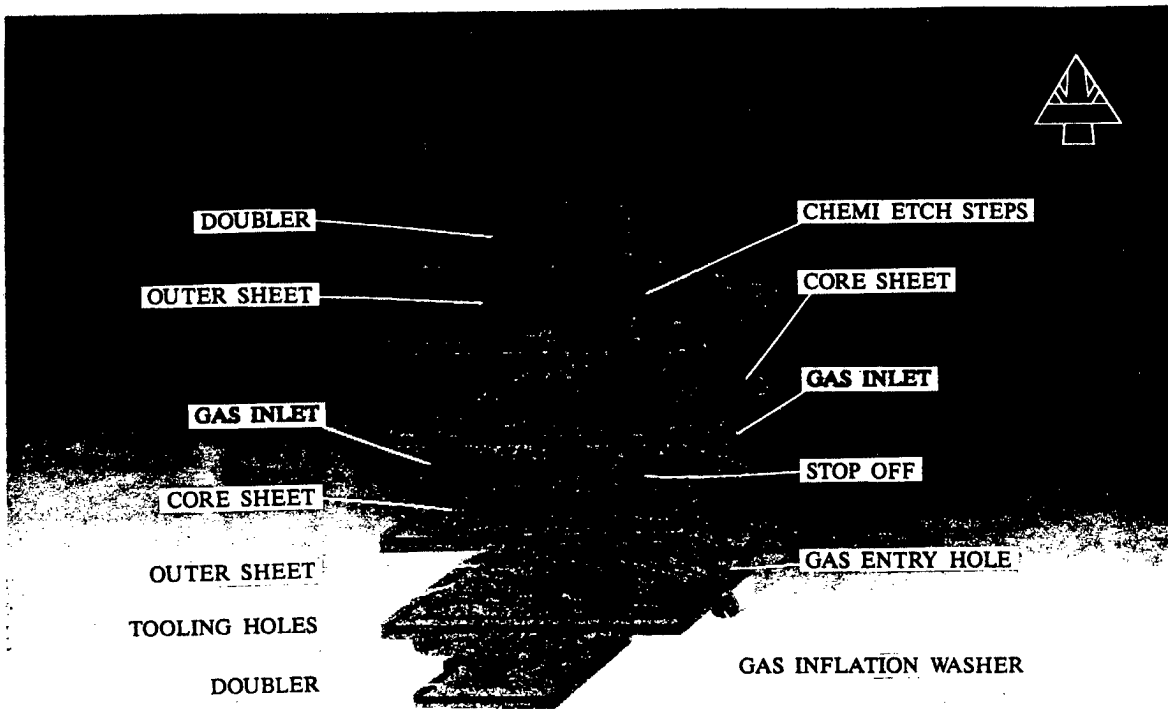 DOUBLER
CHEMI ETCH STEPS
OUTER SHEET
CORE SHEET
GAS INLET
GAS INLET
STOP OFF
CORE SHEET
GAS ENTRY HOLE
OUTER SHEET
TOOLING HOLES
GAS INFLATION WASHER
DOUBLER